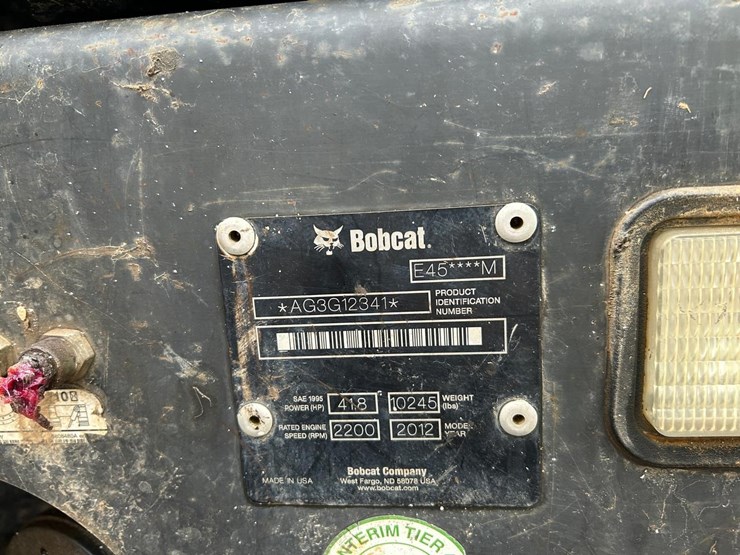 Bobcat.
E45****M
*AG3G12341*
PRODUCT
IDENTIFICATION
NUMBER
SAE 1995
POWER (HP)
41.8
10245
WEIGHT
(lbs)
RATED ENGINE
SPEED (RPM)
2200
2012
MODEL
YEAR
Bobcat Company
MADE IN USA
West Fargo, ND 58078 USA
www.bobcat.com
INTERIM TIER